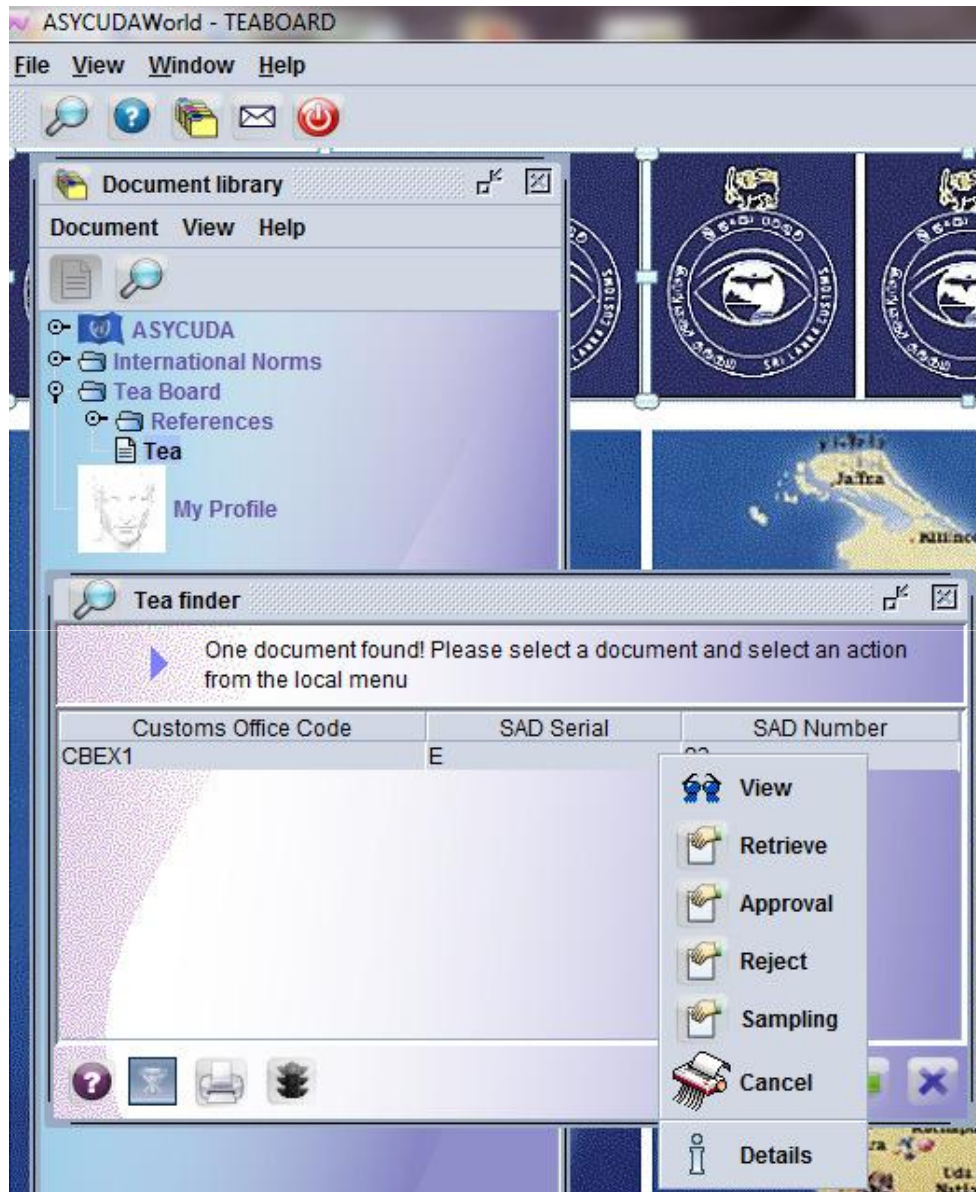 ASYCUDAWorld - TEABOARD
File View Window Help
Document library
Document View Help
ASYCUDA
International Norms
Tea Board
References
Tea
My Profile
SRI LANKA CUSTOMS
Jaffna
Tea finder
One document found! Please select a document and select an action
from the local menu
Customs Office Code SAD Serial SAD Number
CBEX1 E
View
Retrieve
Approval
Reject
Sampling
Cancel
Details